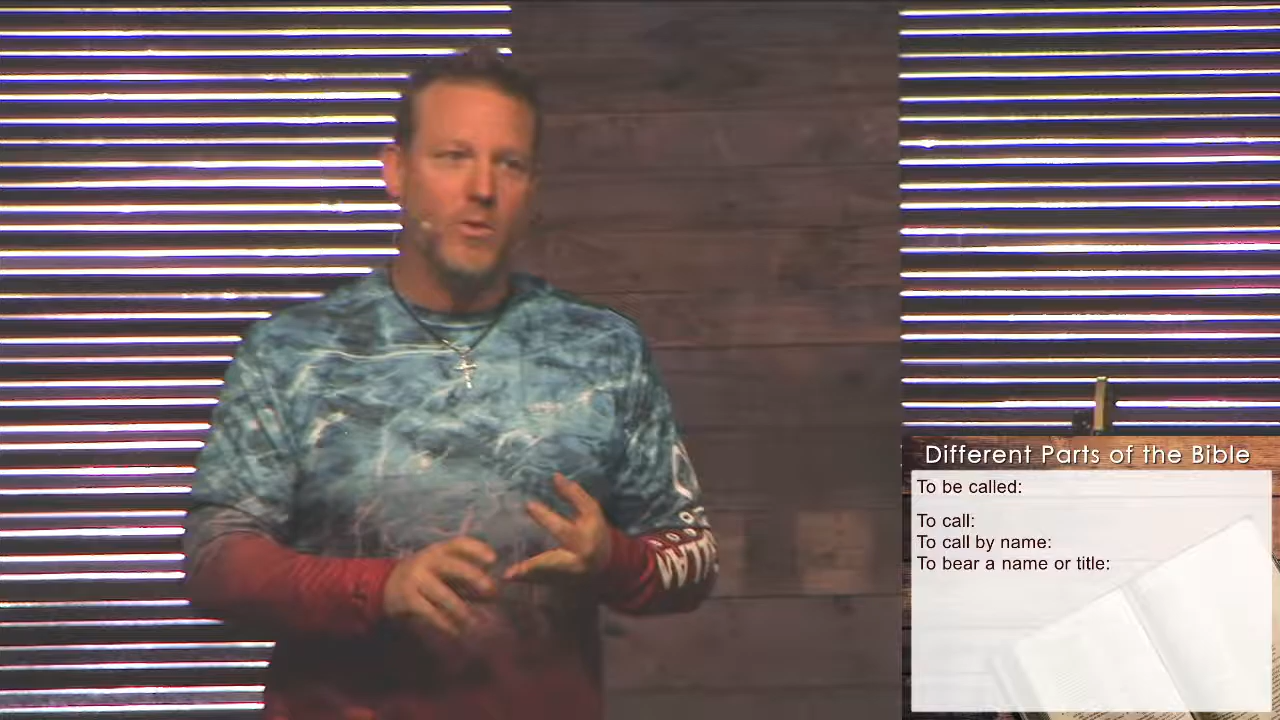 Different Parts of the Bible
To be called:
To call:
To call by name:
To bear a name or title: